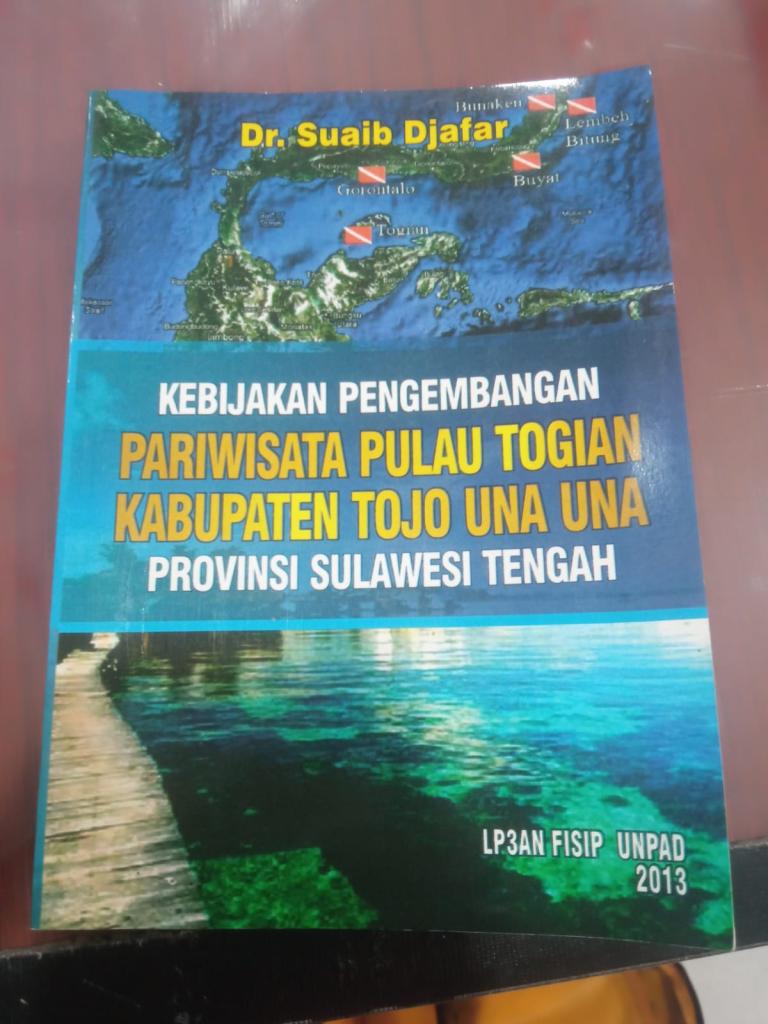 Dr. Suaib Djafar
Bunaken
Lembeh
Bitung
Buyat
Gorontalo
Togian
KEBIJAKAN PENGEMBANGAN
PARIWISATA PULAU TOGIAN
KABUPATEN TOJO UNA UNA
PROVINSI SULAWESI TENGAH
LP3AN FISIP UNPAD
2013